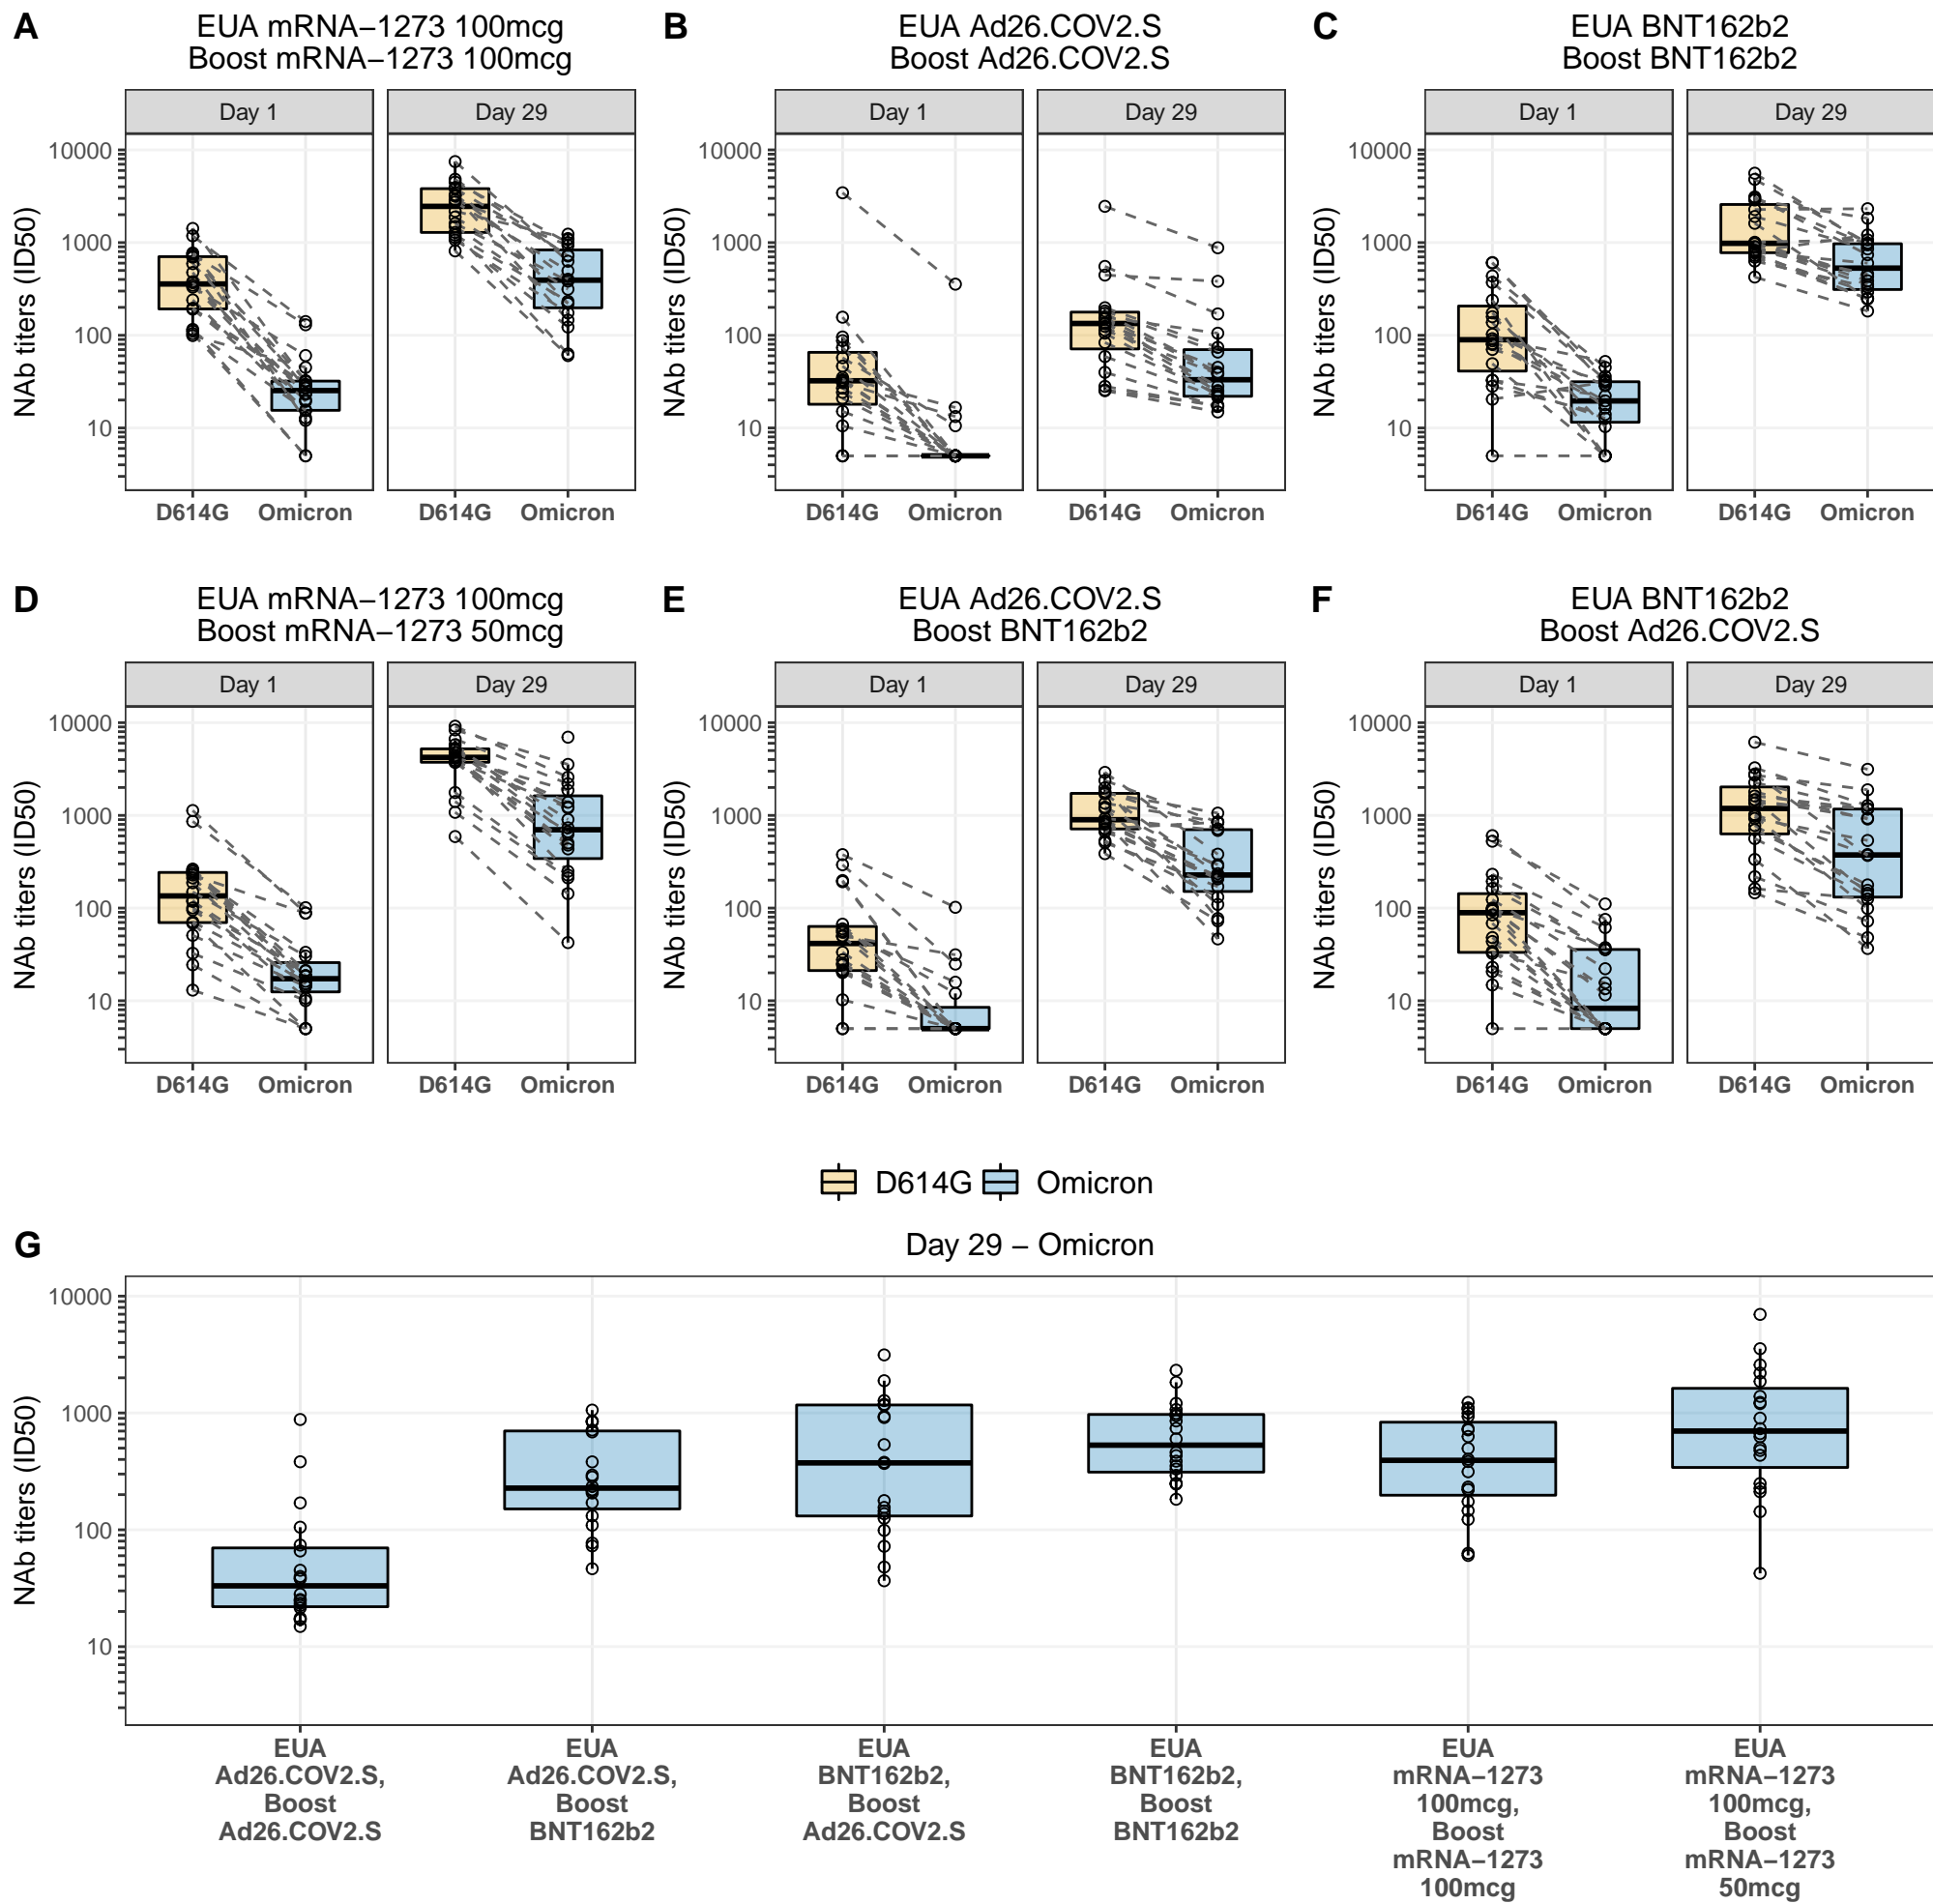 A
EUA mRNA−1273 100mcg
Boost mRNA−1273 100mcg
Day 1
Day 29
NAb titers (ID50)
10000
1000
100
10
D614G Omicron
D614G Omicron
B
EUA Ad26.COV2.S
Boost Ad26.COV2.S
Day 1
Day 29
NAb titers (ID50)
10000
1000
100
10
D614G Omicron
D614G Omicron
C
EUA BNT162b2
Boost BNT162b2
Day 1
Day 29
NAb titers (ID50)
10000
1000
100
10
D614G Omicron
D614G Omicron
D
EUA mRNA−1273 100mcg
Boost mRNA−1273 50mcg
Day 1
Day 29
NAb titers (ID50)
10000
1000
100
10
D614G Omicron
D614G Omicron
E
EUA Ad26.COV2.S
Boost BNT162b2
Day 1
Day 29
NAb titers (ID50)
10000
1000
100
10
D614G Omicron
D614G Omicron
F
EUA BNT162b2
Boost Ad26.COV2.S
Day 1
Day 29
NAb titers (ID50)
10000
1000
100
10
D614G Omicron
D614G Omicron
D614G Omicron
G
Day 29 − Omicron
NAb titers (ID50)
10000
1000
100
10
EUA
Ad26.COV2.S,
Boost
Ad26.COV2.S
EUA
Ad26.COV2.S,
Boost
BNT162b2
EUA
BNT162b2,
Boost
Ad26.COV2.S
EUA
BNT162b2,
Boost
BNT162b2
EUA
mRNA−1273
100mcg,
Boost
mRNA−1273
100mcg
EUA
mRNA−1273
100mcg,
Boost
mRNA−1273
50mcg